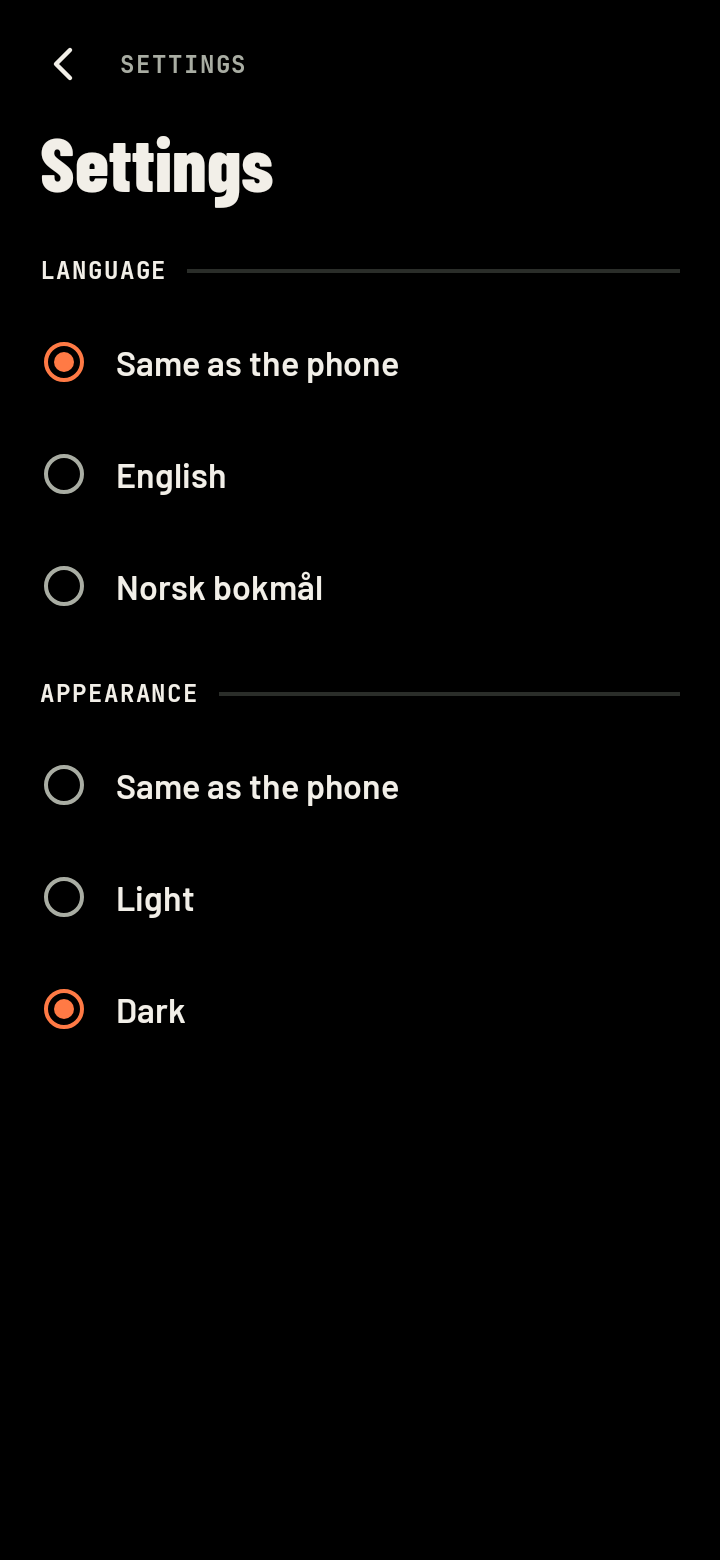 SETTINGS
Settings
LANGUAGE
Same as the phone
English
Norsk bokmål
APPEARANCE
Same as the phone
Light
Dark